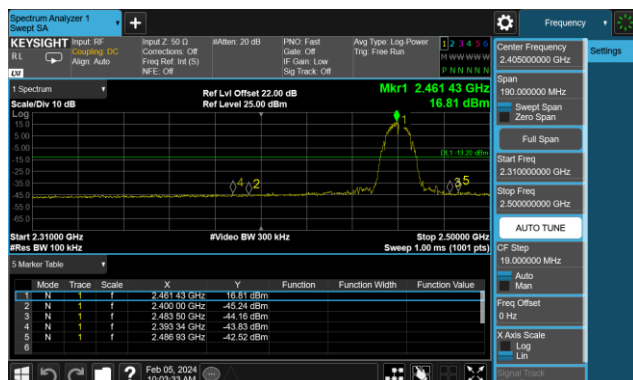 Spectrum Analyzer 1
Swept SA
+
Frequency
KEYSIGHT
Input: RF
Input Z: 50 Ω
#Atten: 20 dB
PNO: Fast
Avg Type: Log-Power
1 2 3 4 5 6
RL
Coupling: DC
Corrections: Off
Gate: Off
Trig: Free Run
M W W W W W
Align: Auto
Freq Ref: Int (S)
IF Gain: Low
P N N N N N
NFE: Off
Sig Track: Off
LXI
Center Frequency
2.405000000 GHz
Settings
Span
190.000000 MHz
Swept Span
Zero Span
Full Span
Start Freq
2.310000000 GHz
Stop Freq
2.500000000 GHz
AUTO TUNE
CF Step
19.000000 MHz
Auto
Man
Freq Offset
0 Hz
X Axis Scale
Log
Lin
Signal Track
1 Spectrum
Ref Lvl Offset 22.00 dB
Mkr1 2.461 43 GHz
Scale/Div 10 dB
Ref Level 25.00 dBm
16.81 dBm
Log
15.0
5.00
-5.00
DL1 -13.20 dBm
-15.0
-25.0
-35.0
-45.0
-55.0
-65.0
1
4
2
3
5
Start 2.31000 GHz
#Video BW 300 kHz
Stop 2.50000 GHz
#Res BW 100 kHz
Sweep 1.00 ms (1001 pts)
5 Marker Table
Mode Trace Scale X Y Function Function Width Function Value
1 N 1 f 2.461 43 GHz 16.81 dBm
2 N 1 f 2.400 00 GHz -45.24 dBm
3 N 1 f 2.483 50 GHz -44.16 dBm
4 N 1 f 2.393 34 GHz -43.83 dBm
5 N 1 f 2.486 93 GHz -42.52 dBm
6
?
Feb 05, 2024
10:03:33 AM